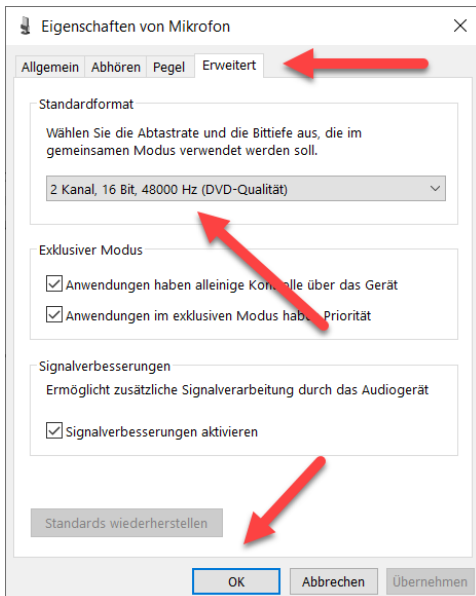 Eigenschaften von Mikrofon
Allgemein Abhören Pegel Erweitert
Standardformat
Wählen Sie die Abtastrate und die Bittiefe aus, die im
gemeinsamen Modus verwendet werden soll.
2 Kanal, 16 Bit, 48000 Hz (DVD-Qualität)
Exklusiver Modus
Anwendungen haben alleinige Kontrolle über das Gerät
Anwendungen im exklusiven Modus haben Priorität
Signalverbesserungen
Ermöglicht zusätzliche Signalverarbeitung durch das Audiogerät
Signalverbesserungen aktivieren
Standards wiederherstellen
OK Abbrechen Übernehmen